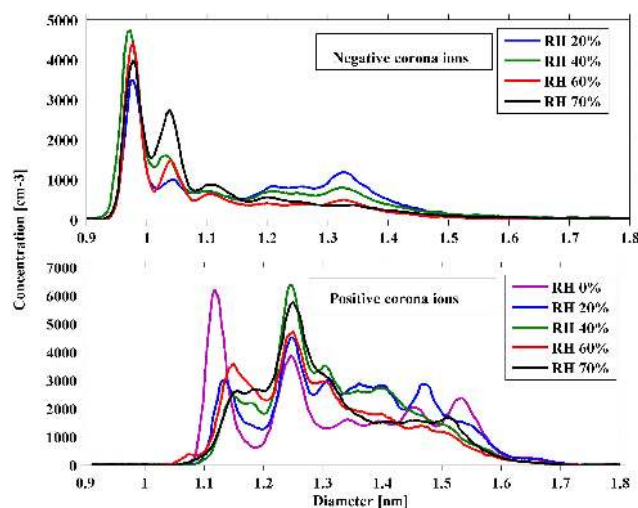 5000
4000
3000
2000
1000
0
Negative corona ions
RH 20%
RH 40%
RH 60%
RH 70%
0.9 1 1.1 1.2 1.3 1.4 1.5 1.6 1.7 1.8
Concentration [cm-3]
7000
6000
5000
4000
3000
2000
1000
0
Positive corona ions
RH 0%
RH 20%
RH 40%
RH 60%
RH 70%
0.9 1 1.1 1.2 1.3 1.4 1.5 1.6 1.7 1.8
Diameter [nm]